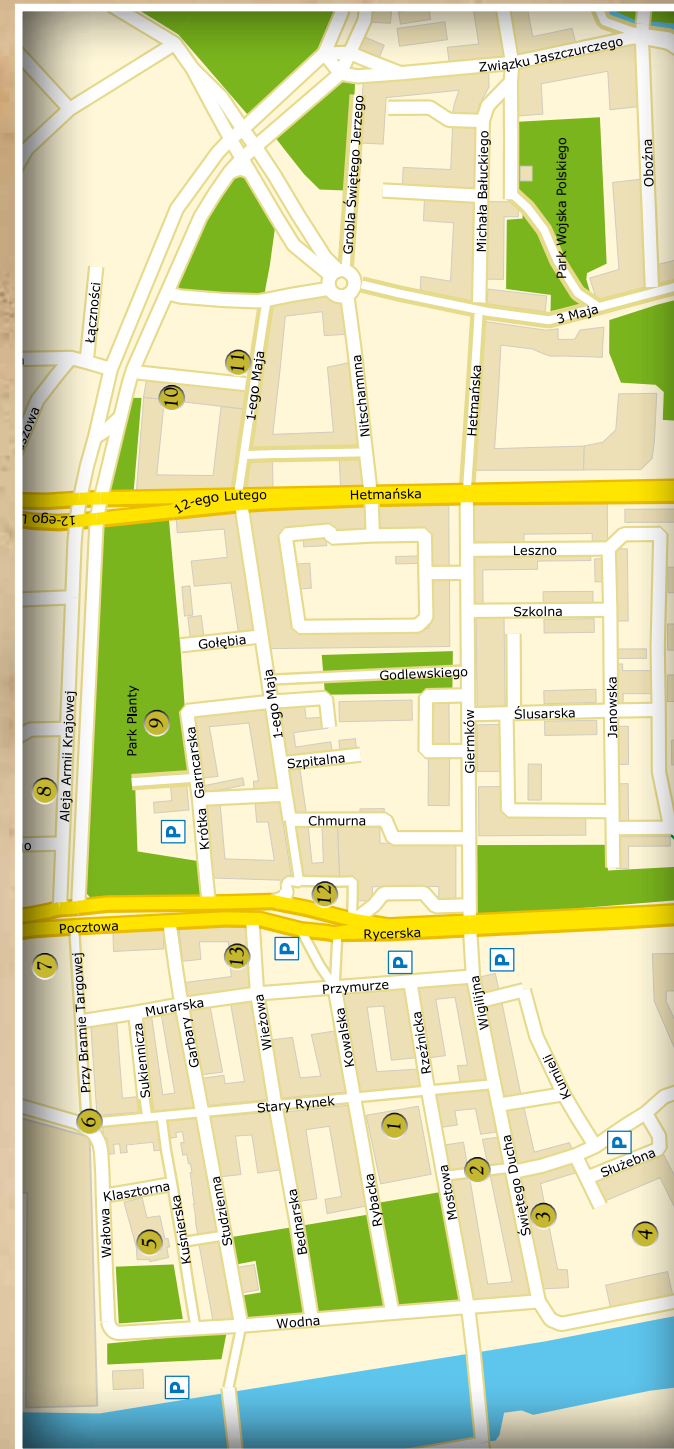 Związku Jaszczurczego
Grobla Świętego Jerzego
Michała Bałuckiego
Park Wojska Polskiego
Oboźna
Łączności
3 Maja
11
10
1-ego Maja
Nitschamnna
Hetmańska
12-ego Lutego
Hetmańska
12-ego L
Leszno
Szkolna
Gołębia
Godlewskiego
1-ego Maja
Park Planty
9
Ślusarska
Janowska
Giermków
Aleja Armii Krajowej
8
Garncarska
Szpitalna
Krótka
P
Chmurna
o
12
Pocztowa
Rycerska
7
13
P
P
P
Przy Bramie Targowej
Przymurze
Murarska
Wigilijna
Sukiennicza
Garbary
Wieżowa
Kowalska
Rzeźnicka
Kumieli
Stary Rynek
6
1
P
2
Służebna
Klasztorna
Świętego Ducha
Wałowa
Kuśnierska
Studzienna
Bednarska
Rybacka
Mostowa
3
5
4
Wodna
P